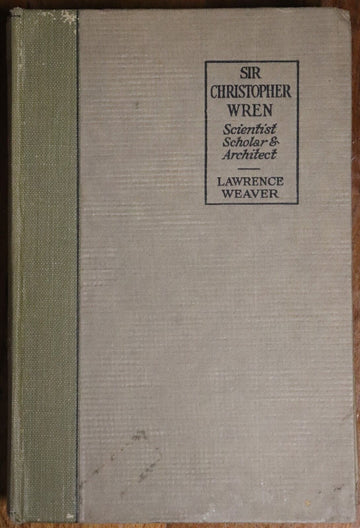 SIR
CHRISTOPHER
WREN
Scientist
Scholar &
Architect
LAWRENCE
WEAVER